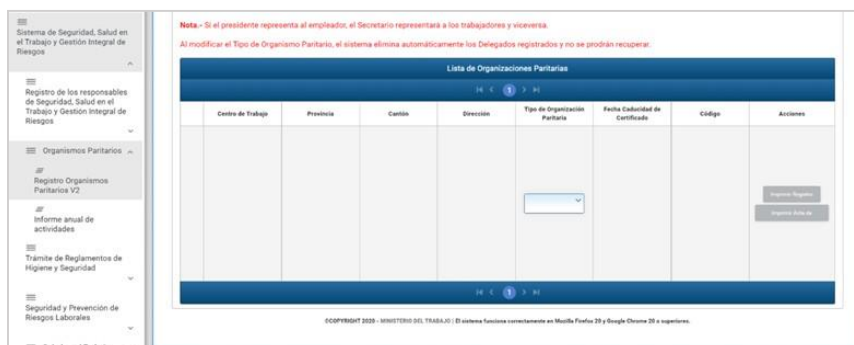 Sistema de Seguridad, Salud en
el Trabajo y Gestión Integral de
Riesgos
Registro de los responsables
de Seguridad, Salud en el
Trabajo y Gestión Integral de
Riesgos
Organismos Paritarios
Registro Organismos
Paritarios V2
Informe anual de
actividades
Trámite de Reglamentos de
Higiene y Seguridad
Seguridad y Prevención de
Riesgos Laborales
Nota.- Si el presidente representa al empleador, el Secretario representará a los trabajadores y viceversa.
Al modificar el Tipo de Organismo Paritario, el sistema elimina automáticamente los Delegados registrados y no se prodrán recuperar.
Lista de Organizaciones Paritarias
1
Centro de Trabajo Provincia Cantón Dirección Tipo de Organización Paritaria Fecha Caducidad de Certificado Código Acciones
Imprimir Registro
Imprimir Acta de
1
©COPYRIGHT 2020 - MINISTERIO DEL TRABAJO | El sistema funciona correctamente en Mozilla Firefox 20 y Google Chrome 20 o superiores.